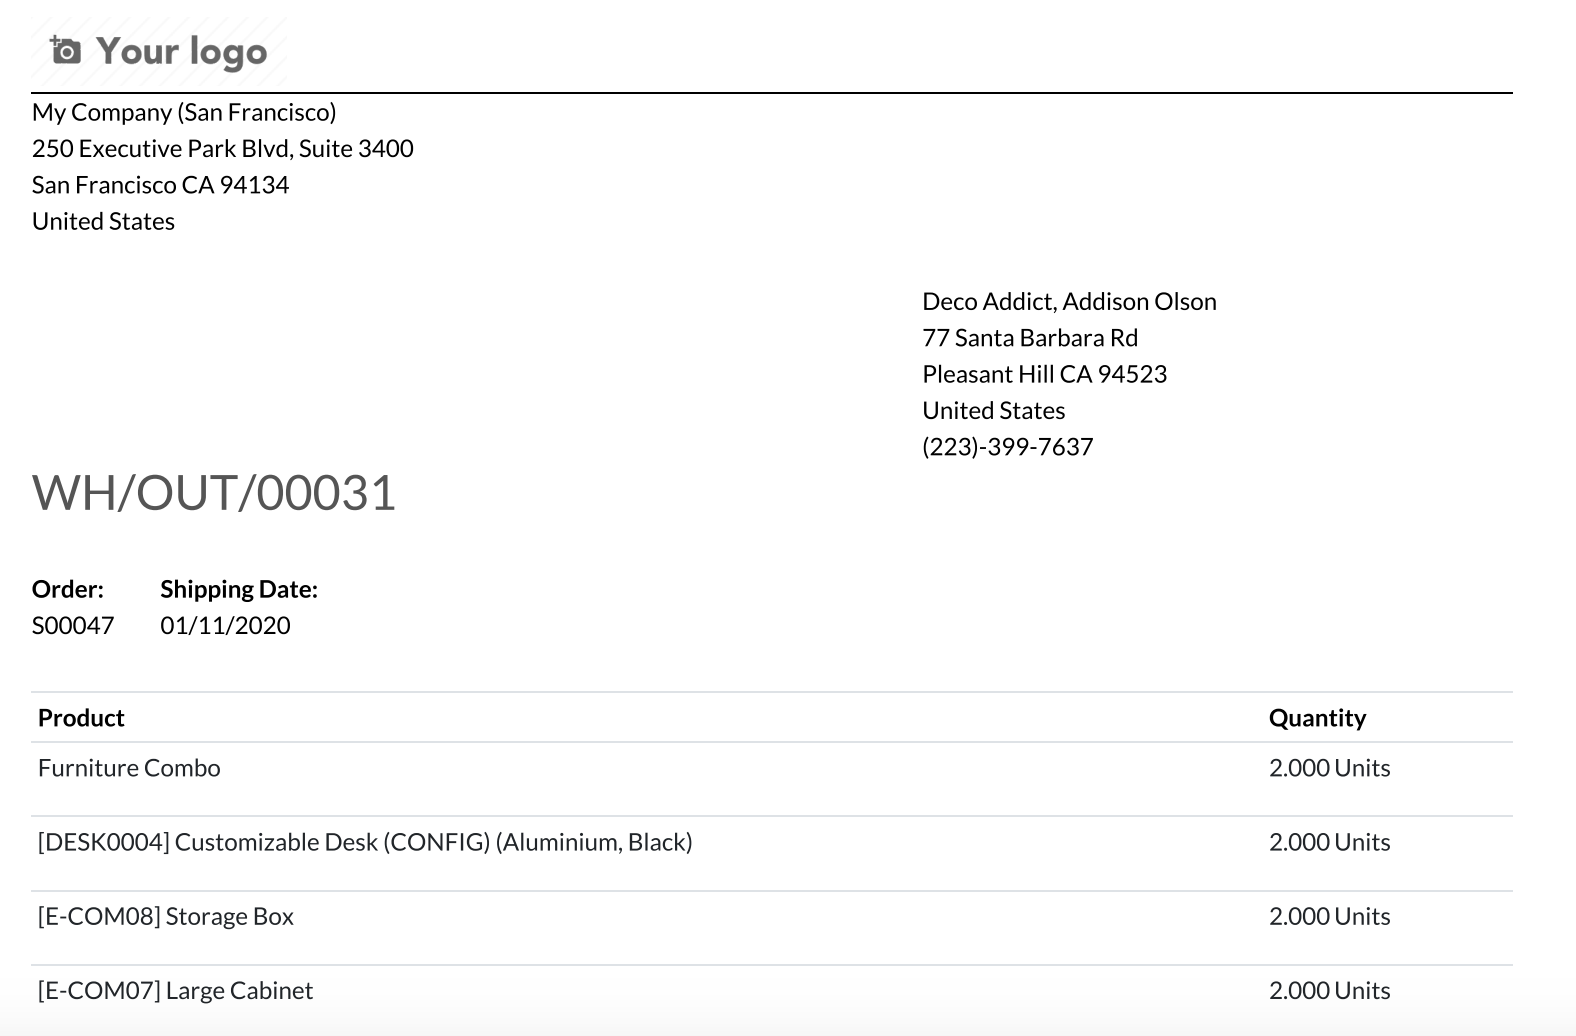 Your logo
My Company (San Francisco)
250 Executive Park Blvd, Suite 3400
San Francisco CA 94134
United States
Deco Addict, Addison Olson
77 Santa Barbara Rd
Pleasant Hill CA 94523
United States
(223)-399-7637
WH/OUT/00031
Order: Shipping Date:
S00047 01/11/2020
Product Quantity
Furniture Combo 2.000 Units
[DESK0004] Customizable Desk (CONFIG) (Aluminium, Black) 2.000 Units
[E-COM08] Storage Box 2.000 Units
[E-COM07] Large Cabinet 2.000 Units